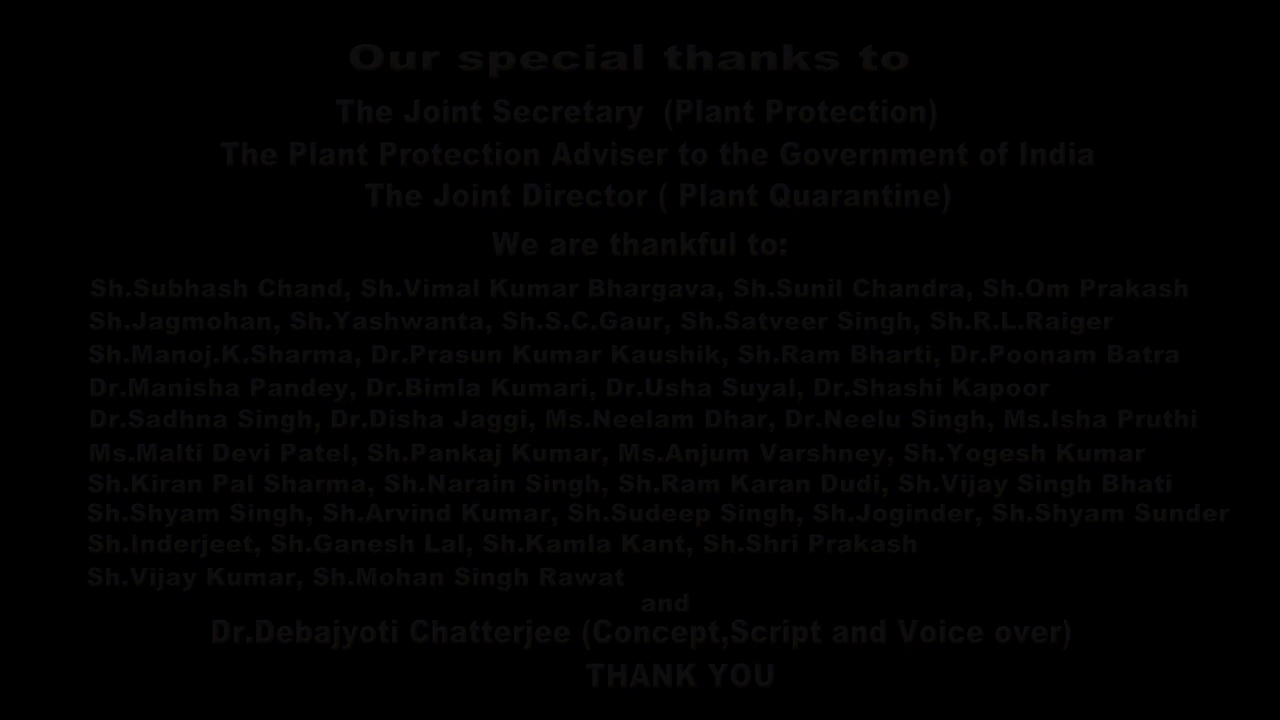 Our special thanks to
The Joint Secretary (Plant Protection)
The Plant Protection Adviser to the Government of India
The Joint Director ( Plant Quarantine)
We are thankful to:
Sh.Subhash Chand, Sh.Vimal Kumar Bhargava, Sh.Sunil Chandra, Sh.Om Prakash
Sh.Jagmohan, Sh.Yashwanta, Sh.S.C.Gaur, Sh.Satveer Singh, Sh.R.L.Raiger
Sh.Manoj.K.Sharma, Dr.Prasun Kumar Kaushik, Sh.Ram Bharti, Dr.Poonam Batra
Dr.Manisha Pandey, Dr.Bimla Kumari, Dr.Usha Suyal, Dr.Shashi Kapoor
Dr.Sadhna Singh, Dr.Disha Jaggi, Ms.Neelam Dhar, Dr.Neelu Singh, Ms.Isha Pruthi
Ms.Malti Devi Patel, Sh.Pankaj Kumar, Ms.Anjum Varshney, Sh.Yogesh Kumar
Sh.Kiran Pal Sharma, Sh.Narain Singh, Sh.Ram Karan Dudi, Sh.Vijay Singh Bhati
Sh.Shyam Singh, Sh.Arvind Kumar, Sh.Sudeep Singh, Sh.Joginder, Sh.Shyam Sunder
Sh.Inderjeet, Sh.Ganesh Lal, Sh.Kamla Kant, Sh.Shri Prakash
Sh.Vijay Kumar, Sh.Mohan Singh Rawat
and
Dr.Debajyoti Chatterjee (Concept,Script and Voice over)
THANK YOU